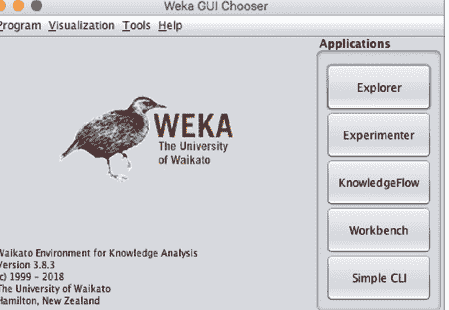 Weka GUI Chooser
Program Visualization Tools Help
Applications
Explorer
WEKA
The University
of Waikato
Experimenter
KnowledgeFlow
Workbench
Simple CLI
Waikato Environment for Knowledge Analysis
Version 3.8.3
(c) 1999 - 2018
The University of Waikato
Hamilton, New Zealand